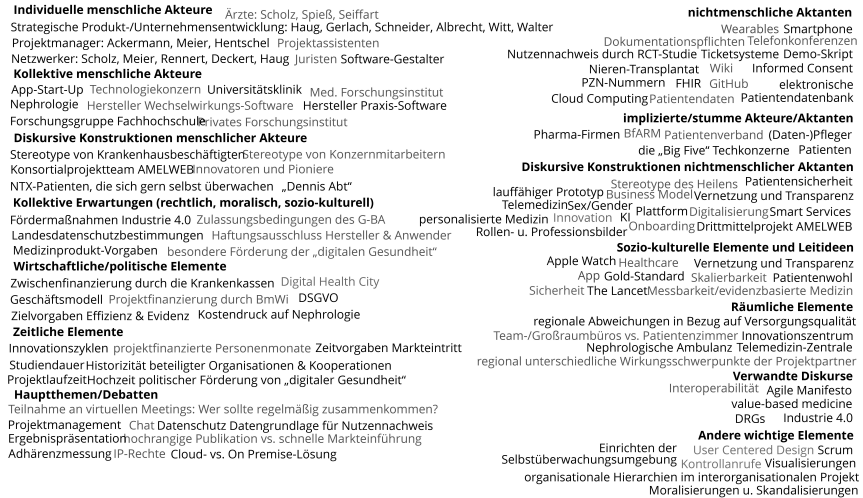 Individuelle menschliche Akteure
Ärzte: Scholz, Spieß, Seiffart
Strategische Produkt-/Unternehmensentwicklung: Haug, Gerlach, Schneider, Albrecht, Witt, Walter
Projektmanager: Ackermann, Meier, Hentschel Projektassistenten
Netzwerker: Scholz, Meier, Rennert, Deckert, Haug Juristen Software-Gestalter
Kollektive menschliche Akteure
App-Start-Up Technologiekonzern Universitätsklinik Med. Forschungsinstitut
Nephrologie Hersteller Wechselwirkungs-Software Hersteller Praxis-Software
Forschungsgruppe Fachhochschule Privates Forschungsinstitut
Diskursive Konstruktionen menschlicher Akteure
Stereotype von Krankenhausbeschäftigten Stereotype von Konzernmitarbeitern
Konsortialprojektteam AMELWEB Innovatoren und Pioniere
NTX-Patienten, die sich gern selbst überwachen „Dennis Abt“
Kollektive Erwartungen (rechtlich, moralisch, sozio-kulturell)
Fördermaßnahmen Industrie 4.0 Zulassungsbedingungen des G-BA
Landesdatenschutzbestimmungen Haftungsausschluss Hersteller & Anwender
Medizinprodukt-Vorgaben besondere Förderung der „digitalen Gesundheit“
Wirtschaftliche/politische Elemente
Zwischenfinanzierung durch die Krankenkassen Digital Health City
Geschäftsmodell Projektfinanzierung durch BmWi DSGVO
Zielvorgaben Effizienz & Evidenz Kostendruck auf Nephrologie
Zeitliche Elemente
Innovationszyklen projektfinanzierte Personenmonate Zeitvorgaben Markteintritt
Studiendauer Historizität beteiligter Organisationen & Kooperationen
Projektlaufzeit Hochzeit politischer Förderung von „digitaler Gesundheit“
Hauptthemen/Debatten
Teilnahme an virtuellen Meetings: Wer sollte regelmäßig zusammenkommen?
Projektmanagement Chat Datenschutz Datengrundlage für Nutzennachweis
Ergebnispräsentation hochrangige Publikation vs. schnelle Markteinführung
Adhärenzmessung IP-Rechte Cloud- vs. On Premise-Lösung
nichtmenschliche Aktanten
Wearables Smartphone
Dokumentationspflichten Telefonkonferenzen
Nutzennachweis durch RCT-Studie Ticketsysteme Demo-Skript
Nieren-Transplantat Wiki Informed Consent
PZN-Nummern FHIR GitHub elektronische
Cloud Computing Patientendaten Patientendatenbank
implizierte/stumme Akteure/Aktanten
Pharma-Firmen BfARM Patientenverband (Daten-)Pfleger
die „Big Five“ Techkonzerne Patienten
Diskursive Konstruktionen nichtmenschlicher Aktanten
Stereotype des Heilens Patientensicherheit
lauffähiger Prototyp Business Model Vernetzung und Transparenz
Telemedizin Sex/Gender Plattform Digitalisierung Smart Services
personalisierte Medizin Innovation KI Onboarding Drittmittelprojekt AMELWEB
Rollen- u. Professionsbilder
Sozio-kulturelle Elemente und Leitideen
Apple Watch Healthcare Vernetzung und Transparenz
App Gold-Standard Skalierbarkeit Patientenwohl
Sicherheit The Lancet Messbarkeit/evidenzbasierte Medizin
Räumliche Elemente
regionale Abweichungen in Bezug auf Versorgungsqualität
Team-/Großraumbüros vs. Patientenzimmer Innovationszentrum
Nephrologische Ambulanz Telemedizin-Zentrale
regional unterschiedliche Wirkungsschwerpunkte der Projektpartner
Verwandte Diskurse
Interoperabilität Agile Manifesto
value-based medicine
DRGs Industrie 4.0
Andere wichtige Elemente
Einrichten der Selbstüberwachungsumgebung User Centered Design Scrum
Kontrollanrufe Visualisierungen
organisationale Hierarchien im interorganisationalen Projekt
Moralisierungen u. Skandalisierungen